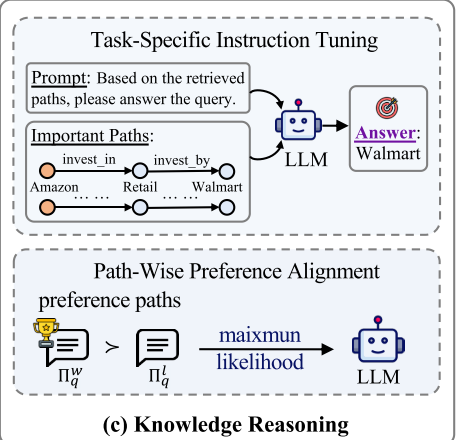 Task-Specific Instruction Tuning
Prompt: Based on the retrieved
paths, please answer the query.
Important Paths:
invest_in invest_by
Amazon Retail Walmart
... ... ... ...
LLM
Answer:
Walmart
Path-Wise Preference Alignment
preference paths
Π_q^w ≻ Π_q^l
maixmun
likelihood
LLM
(c) Knowledge Reasoning